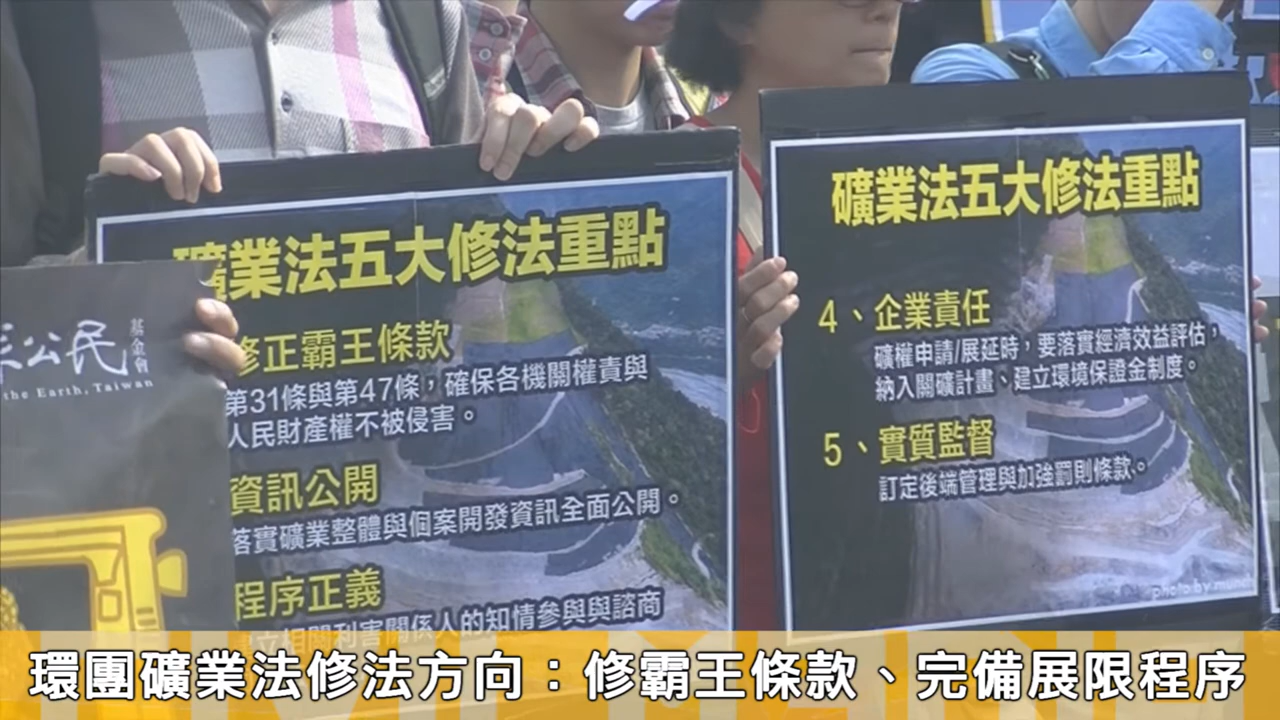 礦業法五大修法重點
修正霸王條款
第31條與第47條，確保各機關權責與
人民財產權不被侵害。
資訊公開
落實礦業整體與個案開發資訊全面公開。
程序正義
建立相關利害關係人的知情參與與諮商
公民
基金會
the Earth, Taiwan
礦業法五大修法重點
4、企業責任
礦權申請/展延時，要落實經濟效益評估，
納入關礦計畫、建立環境保證金制度。
5、實質監督
訂定後端管理與加強罰則條款。
photo by
環團礦業法修法方向：修霸王條款、完備展限程序